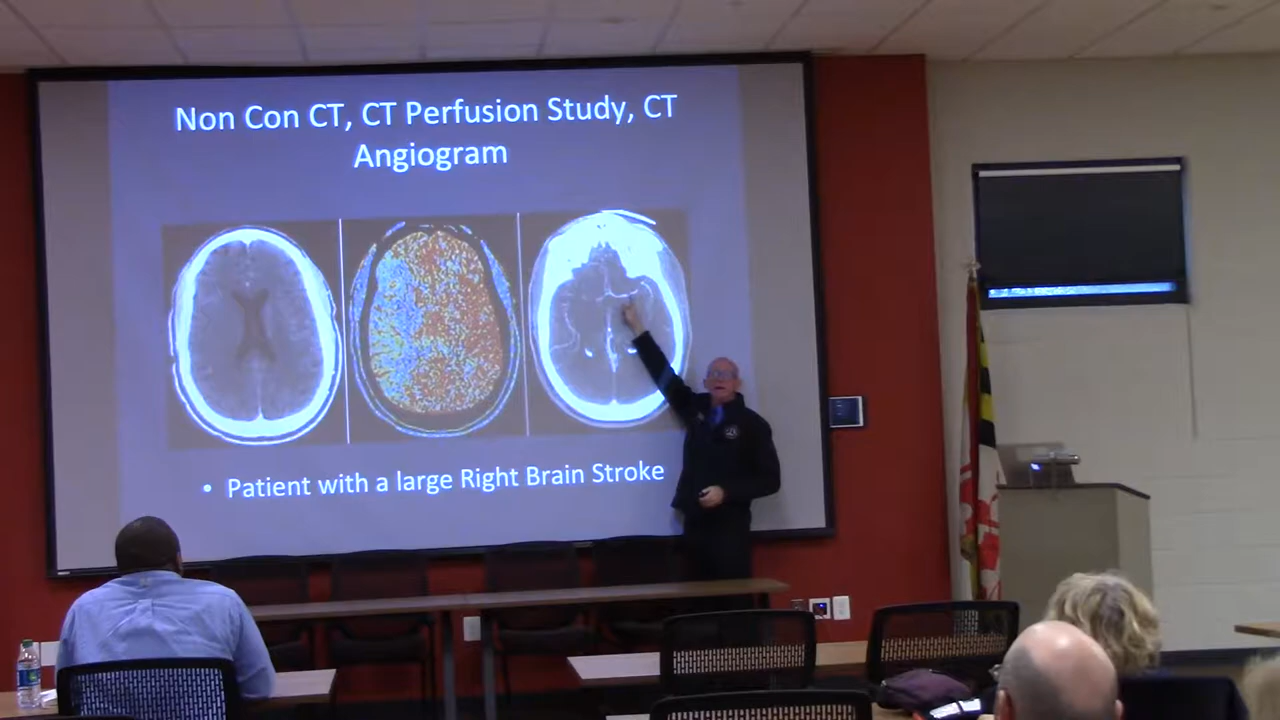 Non Con CT, CT Perfusion Study, CT
Angiogram
• Patient with a large Right Brain Stroke